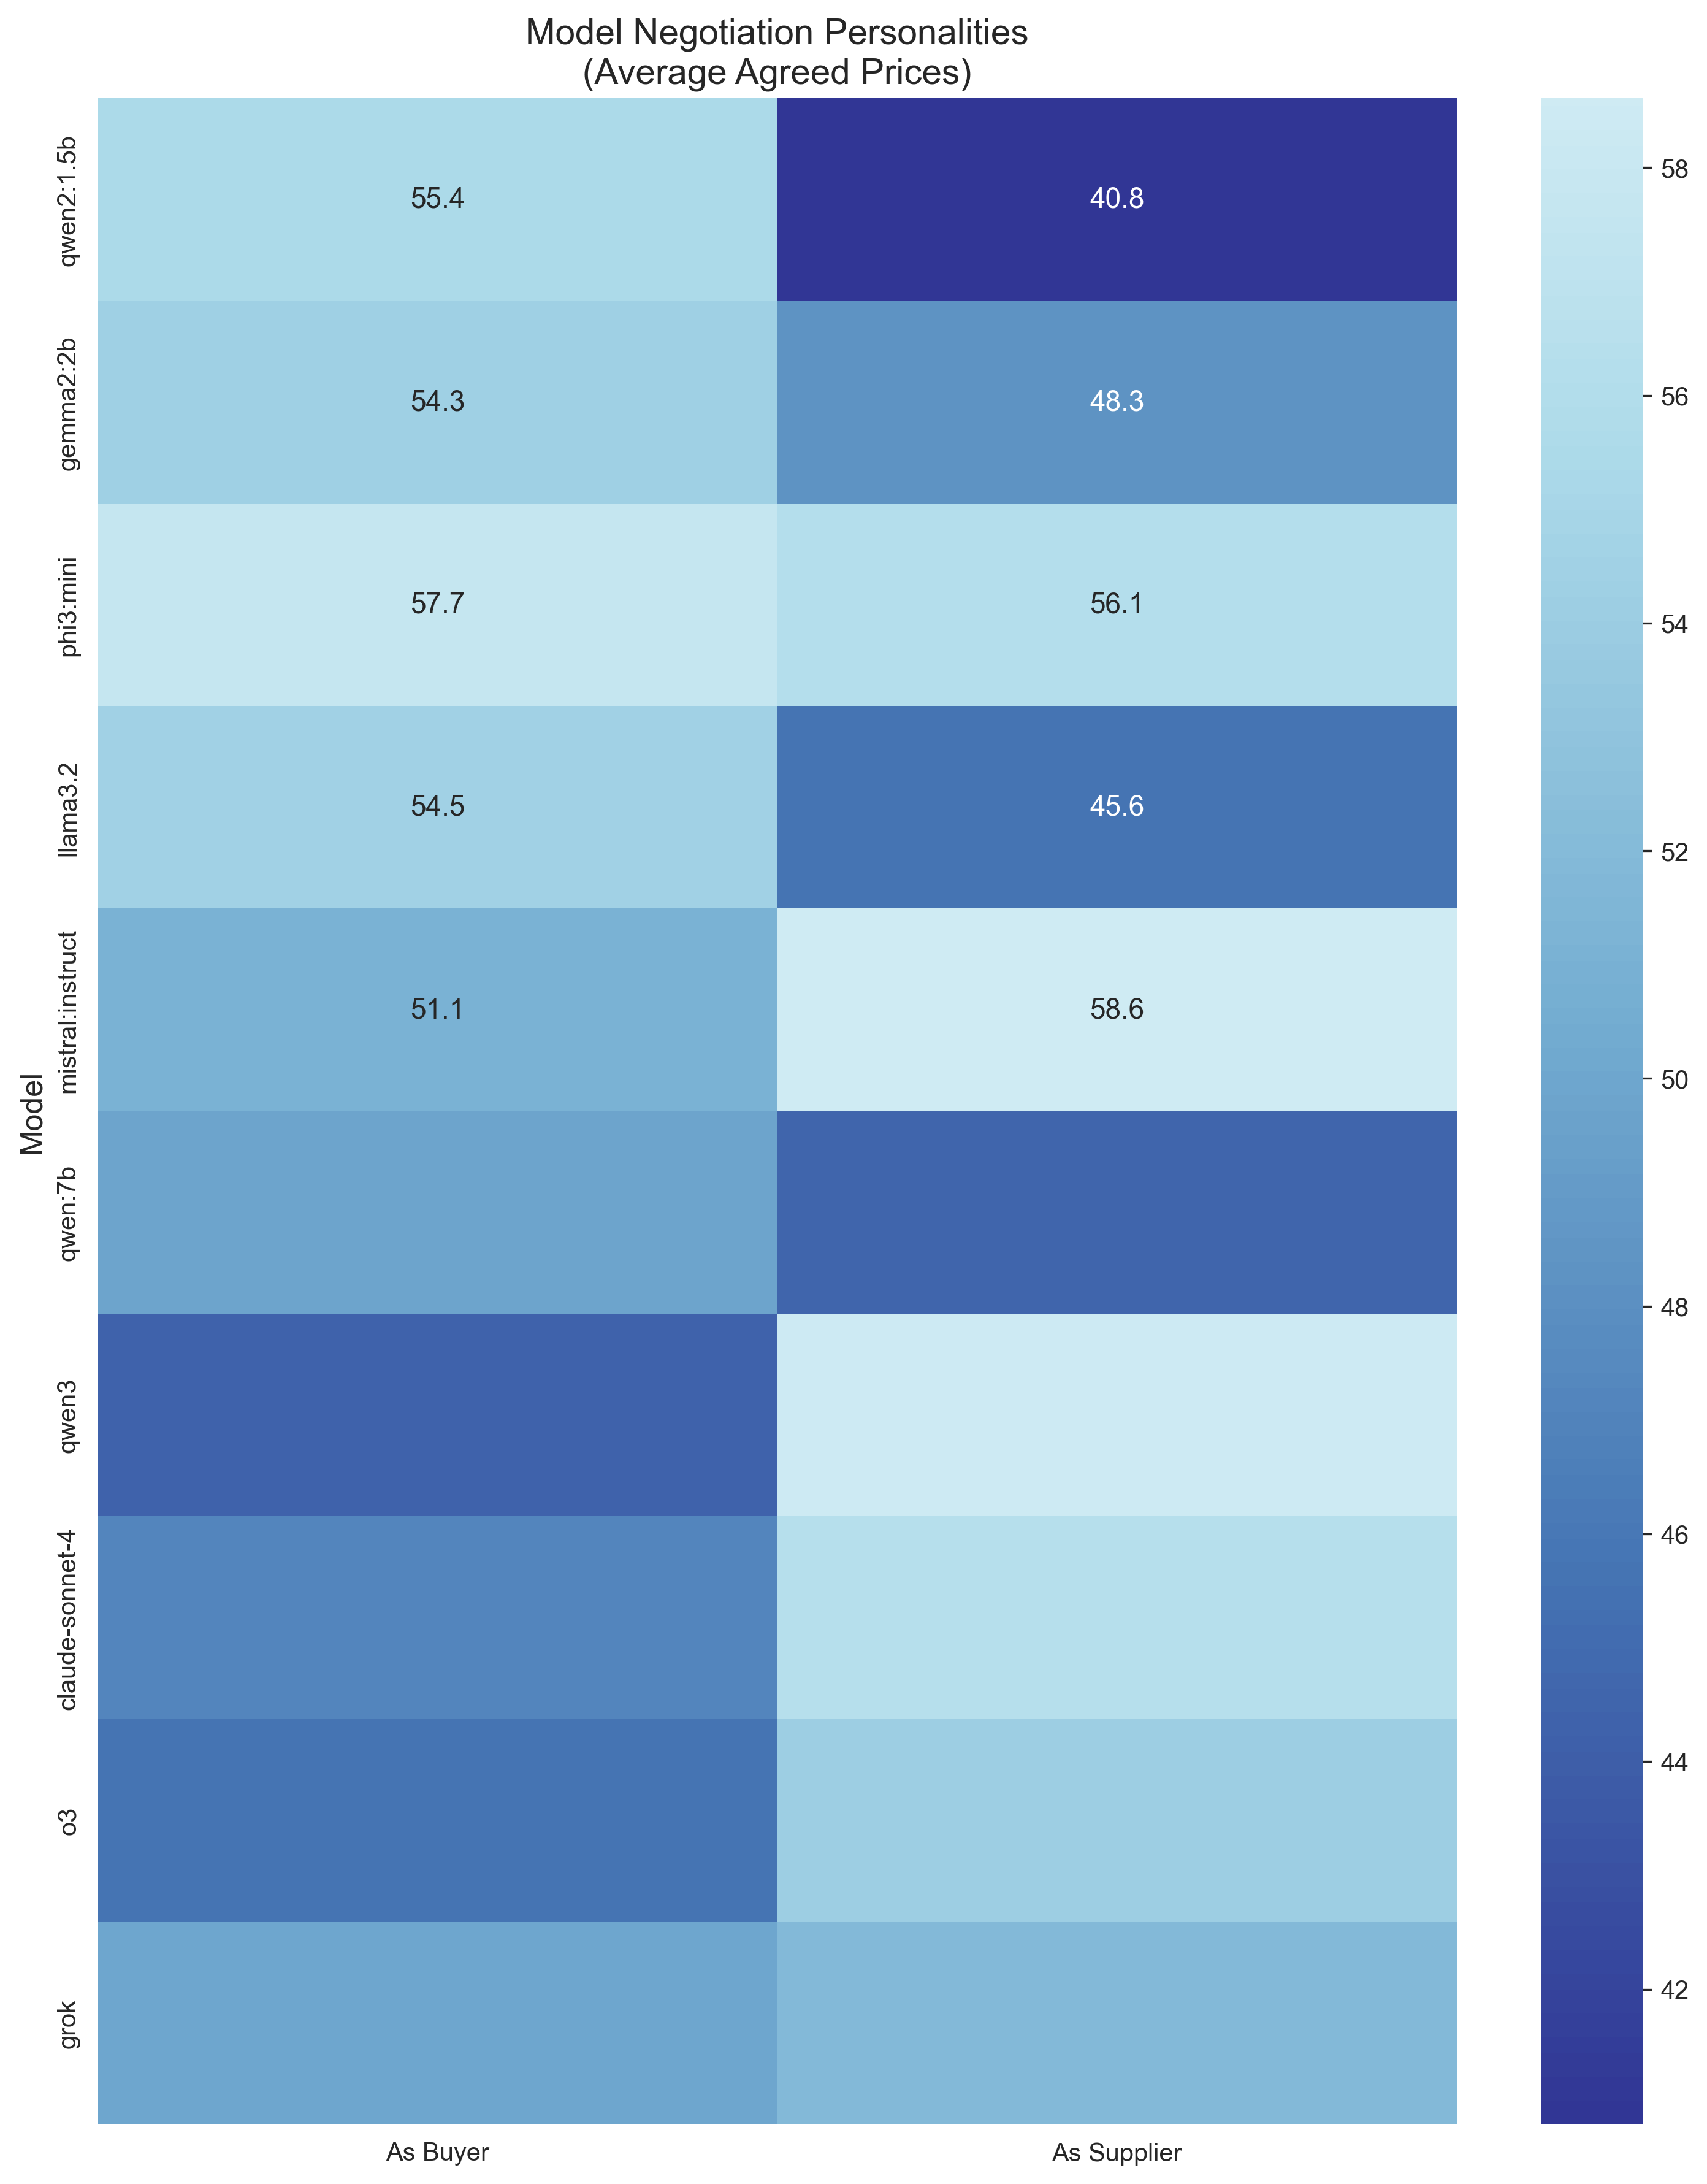 Model Negotiation Personalities
(Average Agreed Prices)
Model
qwen2:1.5b
55.4
40.8
gemma2:2b
54.3
48.3
phi3:mini
57.7
56.1
llama3.2
54.5
45.6
mistral:instruct
51.1
58.6
qwen:7b
qwen3
claude-sonnet-4
o3
grok
As Buyer
As Supplier
58
56
54
52
50
48
46
44
42